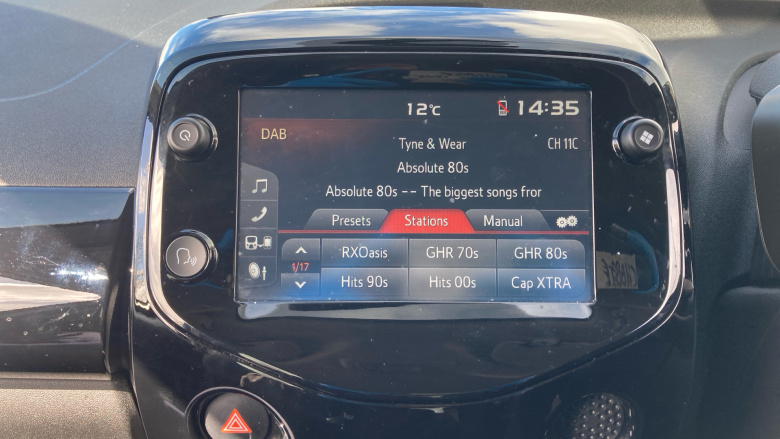 12°C 14:35
DAB
Tyne & Wear CH 11C
Absolute 80s
Absolute 80s -- The biggest songs fror
Presets Stations Manual
RXOasis GHR 70s GHR 80s
1/17
Hits 90s Hits 00s Cap XTRA